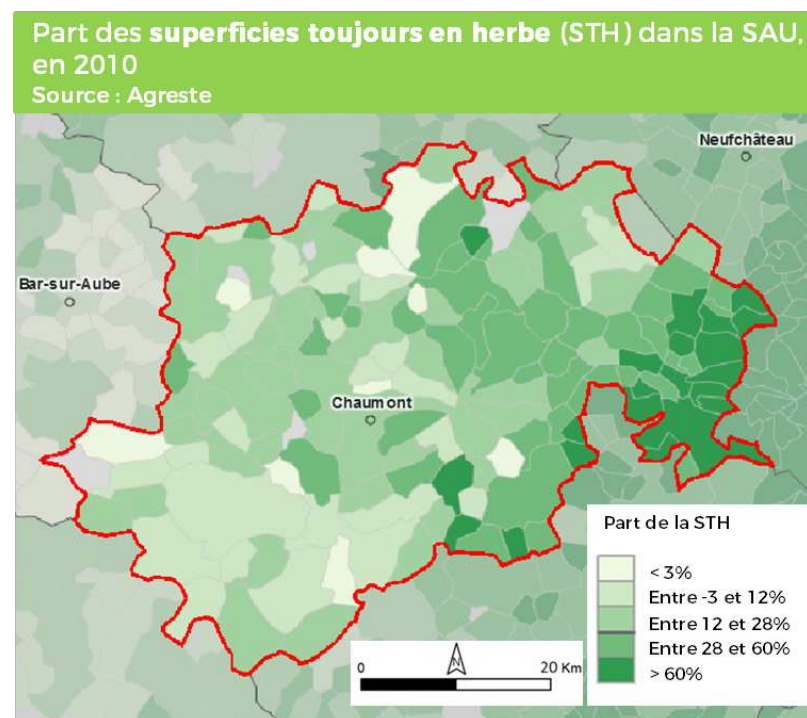 Part des superficies toujours en herbe (STH) dans la SAU,
en 2010
Source : Agreste
Neufchâteau
Bar-sur-Aube
Chaumont
Part de la STH
< 3%
Entre -3 et 12%
Entre 12 et 28%
Entre 28 et 60%
> 60%
N
0 20 Km